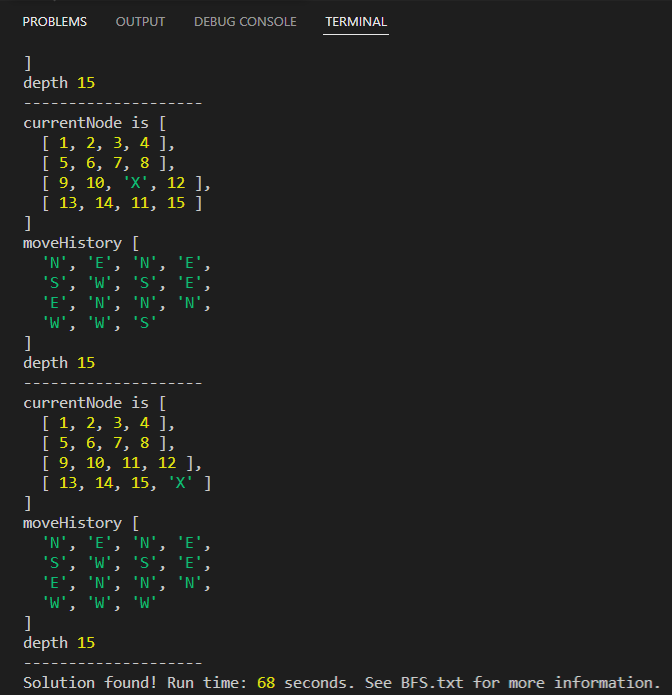 PROBLEMS OUTPUT DEBUG CONSOLE TERMINAL
]
depth 15
--------------------
currentNode is [
  [ 1, 2, 3, 4 ],
  [ 5, 6, 7, 8 ],
  [ 9, 10, 'X', 12 ],
  [ 13, 14, 11, 15 ]
]
moveHistory [
  'N', 'E', 'N', 'E',
  'S', 'W', 'S', 'E',
  'E', 'N', 'N', 'N',
  'W', 'W', 'S'
]
depth 15
--------------------
currentNode is [
  [ 1, 2, 3, 4 ],
  [ 5, 6, 7, 8 ],
  [ 9, 10, 11, 12 ],
  [ 13, 14, 15, 'X' ]
]
moveHistory [
  'N', 'E', 'N', 'E',
  'S', 'W', 'S', 'E',
  'E', 'N', 'N', 'N',
  'W', 'W', 'W'
]
depth 15
--------------------
Solution found! Run time: 68 seconds. See BFS.txt for more information.